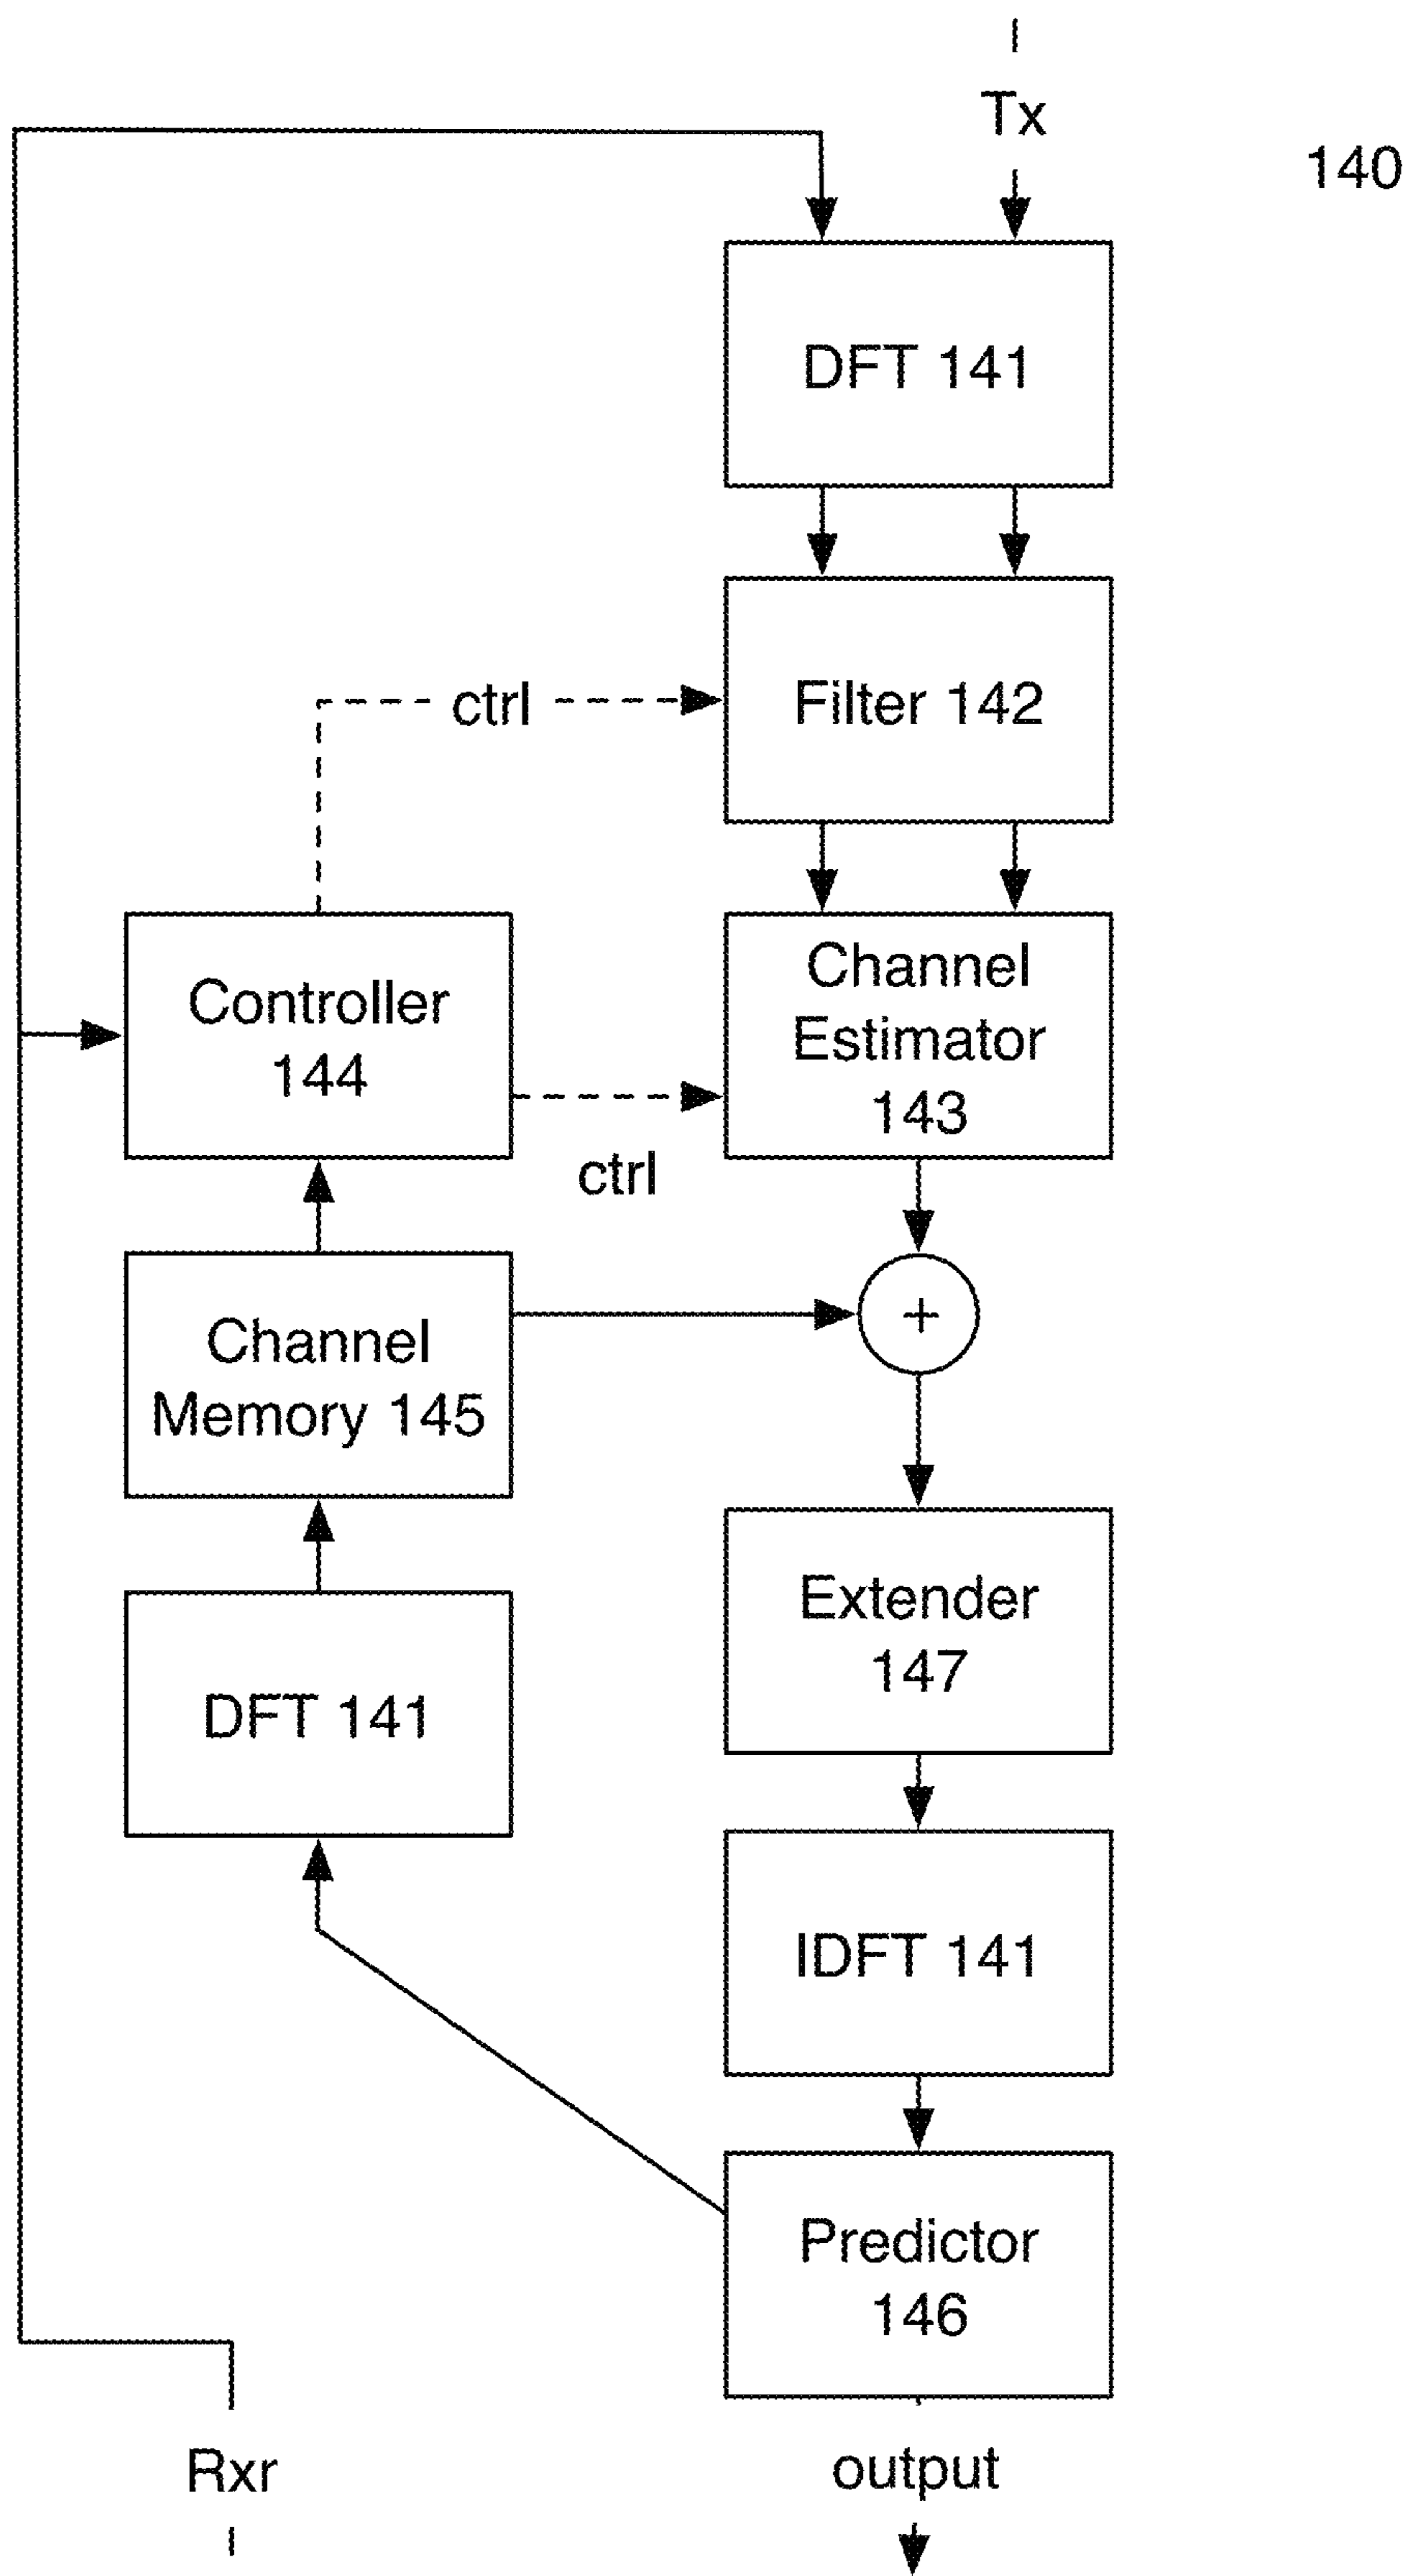 Tx
140
DFT 141
ctrl
Filter 142
Controller
144
Channel
Estimator
143
ctrl
+
Channel
Memory 145
Extender
147
DFT 141
IDFT 141
Predictor
146
Rxr
output